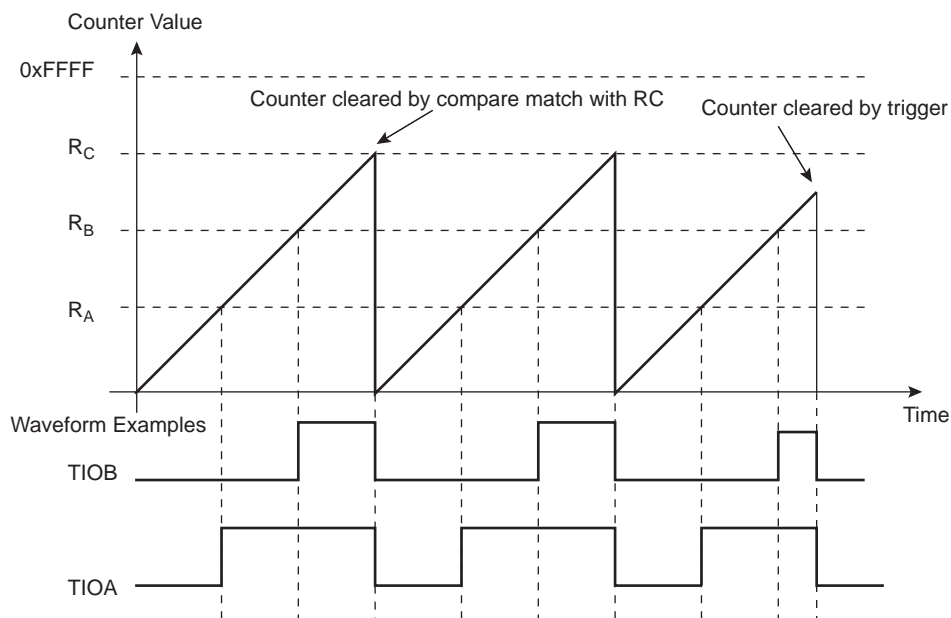 Counter Value
0xFFFF
Counter cleared by compare match with RC
Counter cleared by trigger
RC
RB
RA
Time
Waveform Examples
TIOB
TIOA